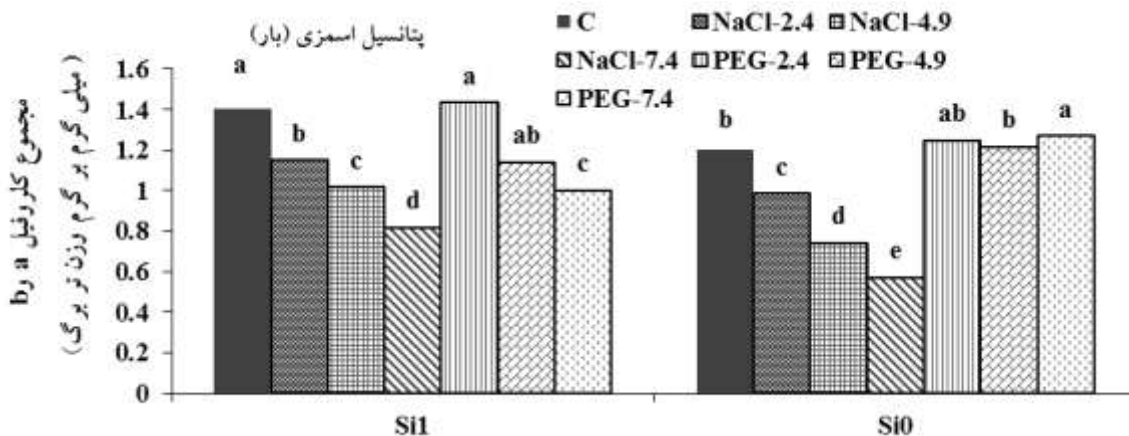 پتانسیل اسمزی (بار)
C NaCl-2.4 NaCl-4.9
NaCl-7.4 PEG-2.4 PEG-4.9
PEG-7.4
مجموع کلروفیل a وb
(میلی گرم بر گرم وزن تر برگ)
1.6
1.4
1.2
1
0.8
0.6
0.4
0.2
0
a b c d a ab c
b c d e ab b a
Si1 Si0